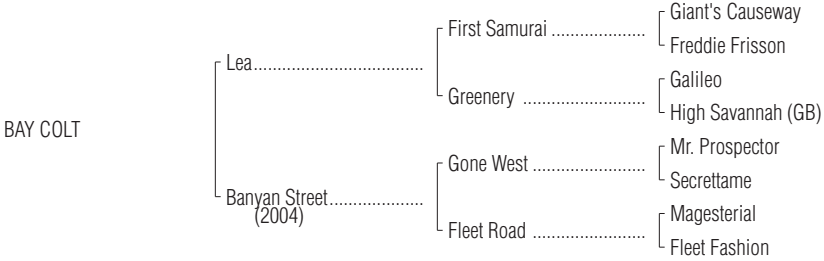 Giant's Causeway
First Samurai .....................
Freddie Frisson
Lea..................................
Galileo
Greenery ...........................
High Savannah (GB)
BAY COLT
Mr. Prospector
Gone West .........................
Secrettame
Banyan Street...................
(2004)
Magesterial
Fleet Road .........................
Fleet Fashion